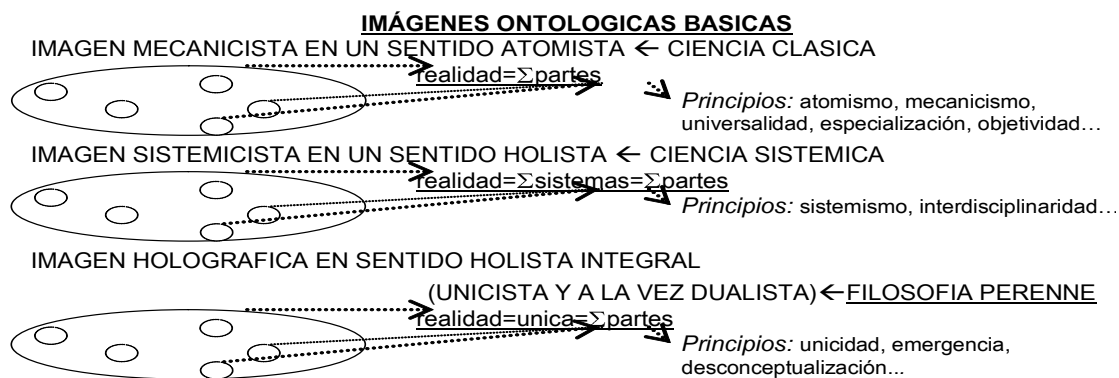 IMÁGENES ONTOLOGICAS BASICAS
IMAGEN MECANICISTA EN UN SENTIDO ATOMISTA ← CIENCIA CLASICA
realidad=Σpartes
Principios: atomismo, mecanicismo,
universalidad, especialización, objetividad…
IMAGEN SISTEMICISTA EN UN SENTIDO HOLISTA ← CIENCIA SISTEMICA
realidad=Σsistemas=Σpartes
Principios: sistemismo, interdisciplinaridad…
IMAGEN HOLOGRAFICA EN SENTIDO HOLISTA INTEGRAL
(UNICISTA Y A LA VEZ DUALISTA) ← FILOSOFIA PERENNE
realidad=unica=Σpartes
Principios: unicidad, emergencia,
desconceptualización...